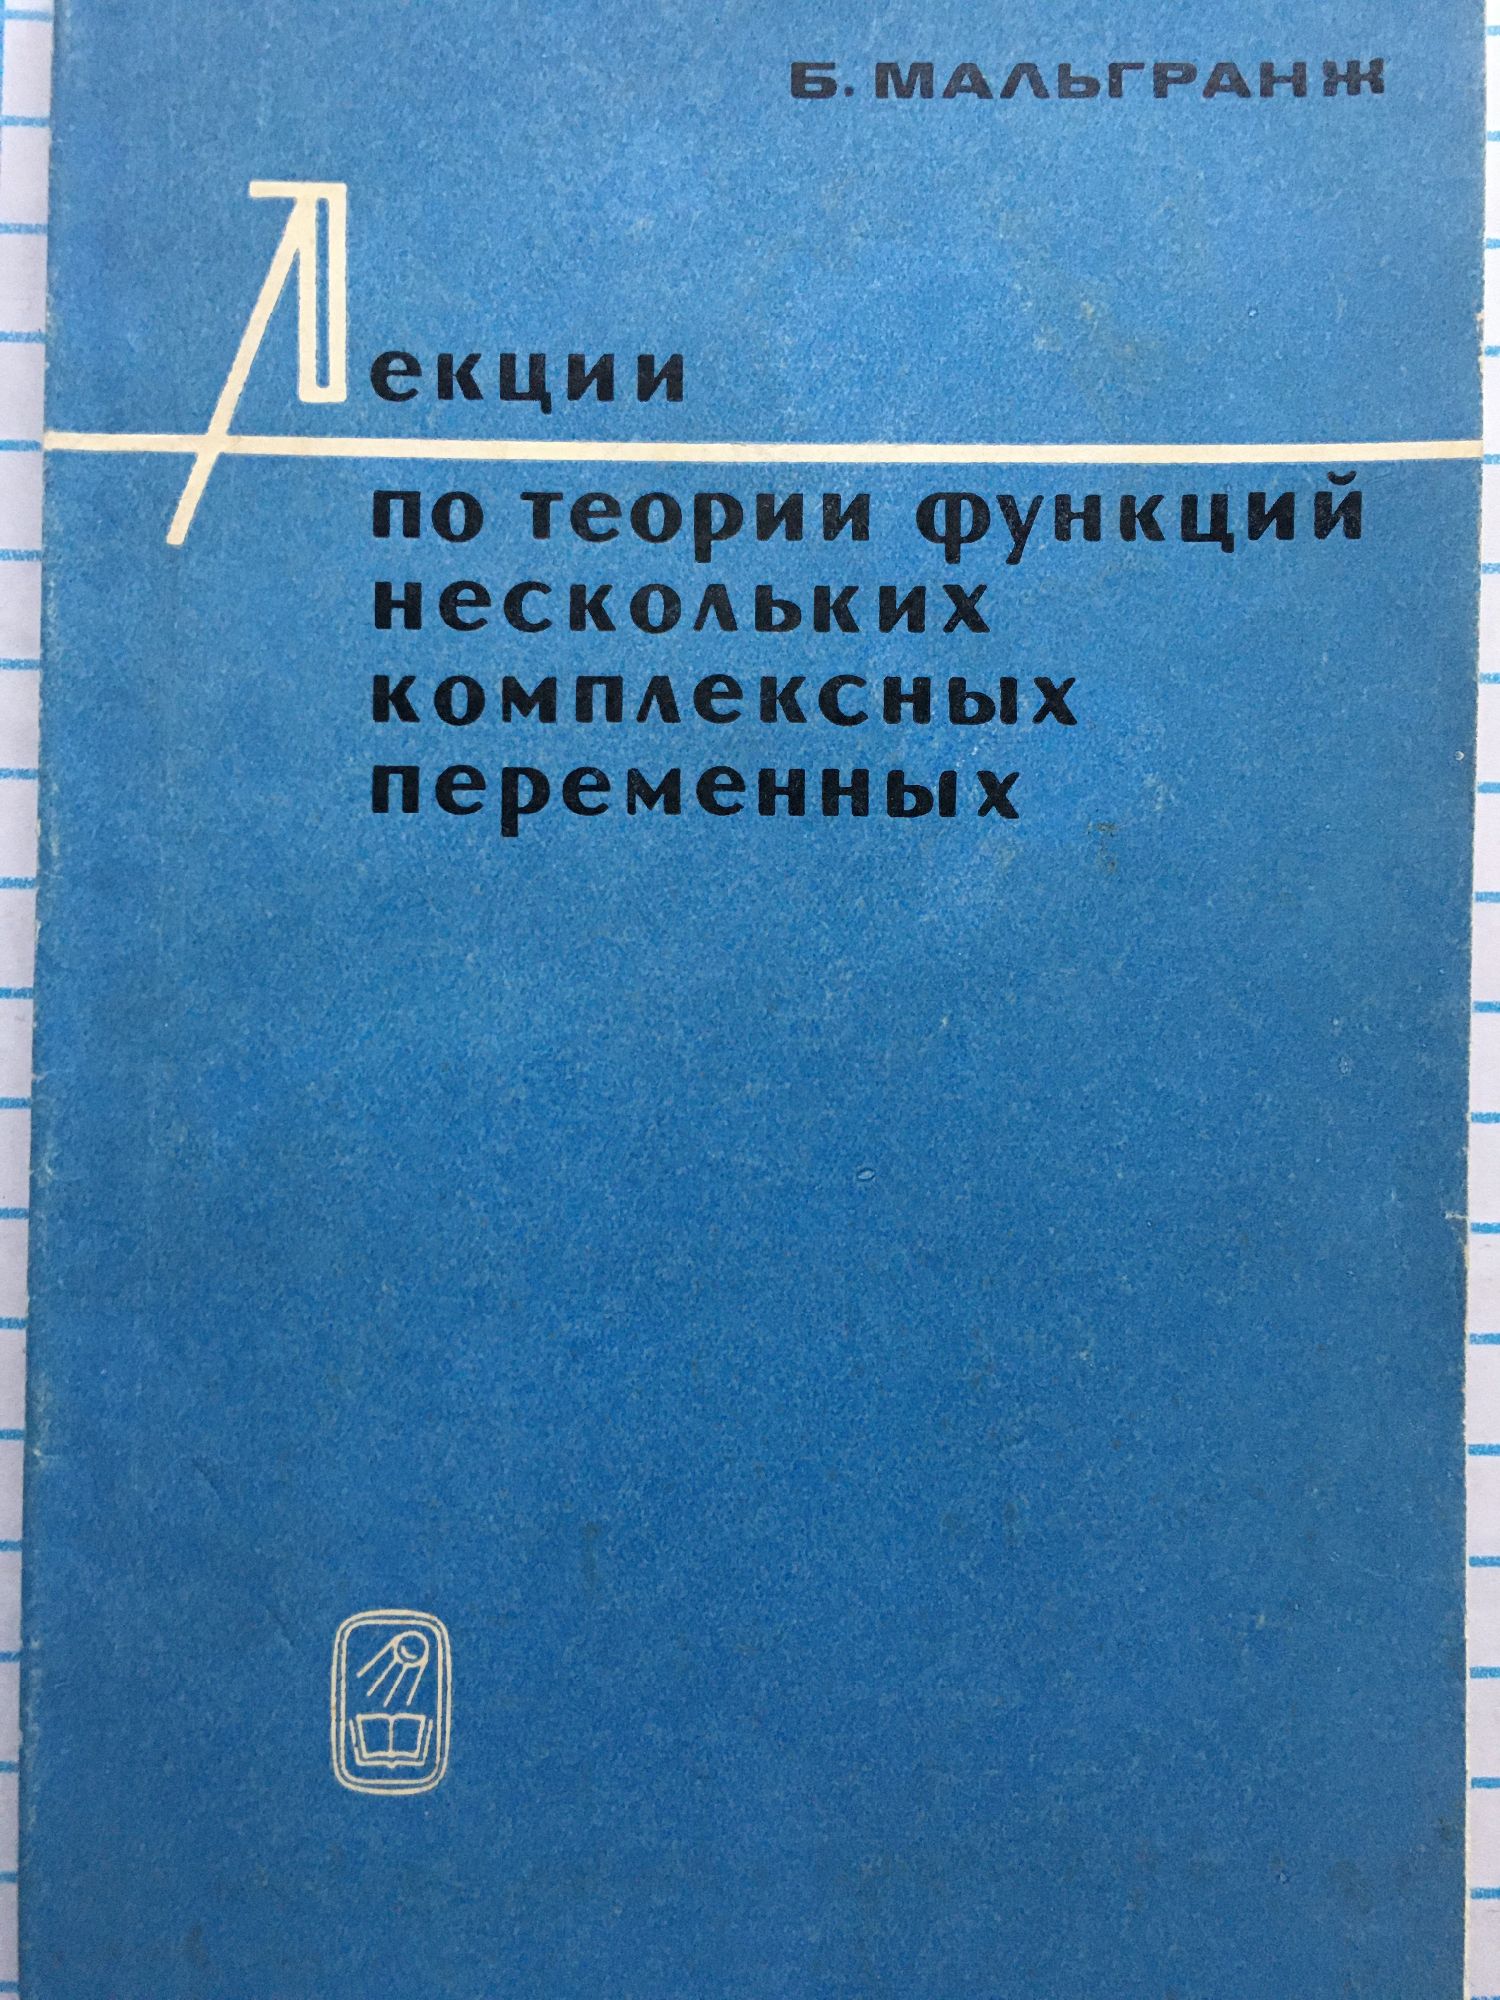 Б. МАЛЬГРАНЖ
Лекции
по теории функций
нескольких
комплексных
переменных